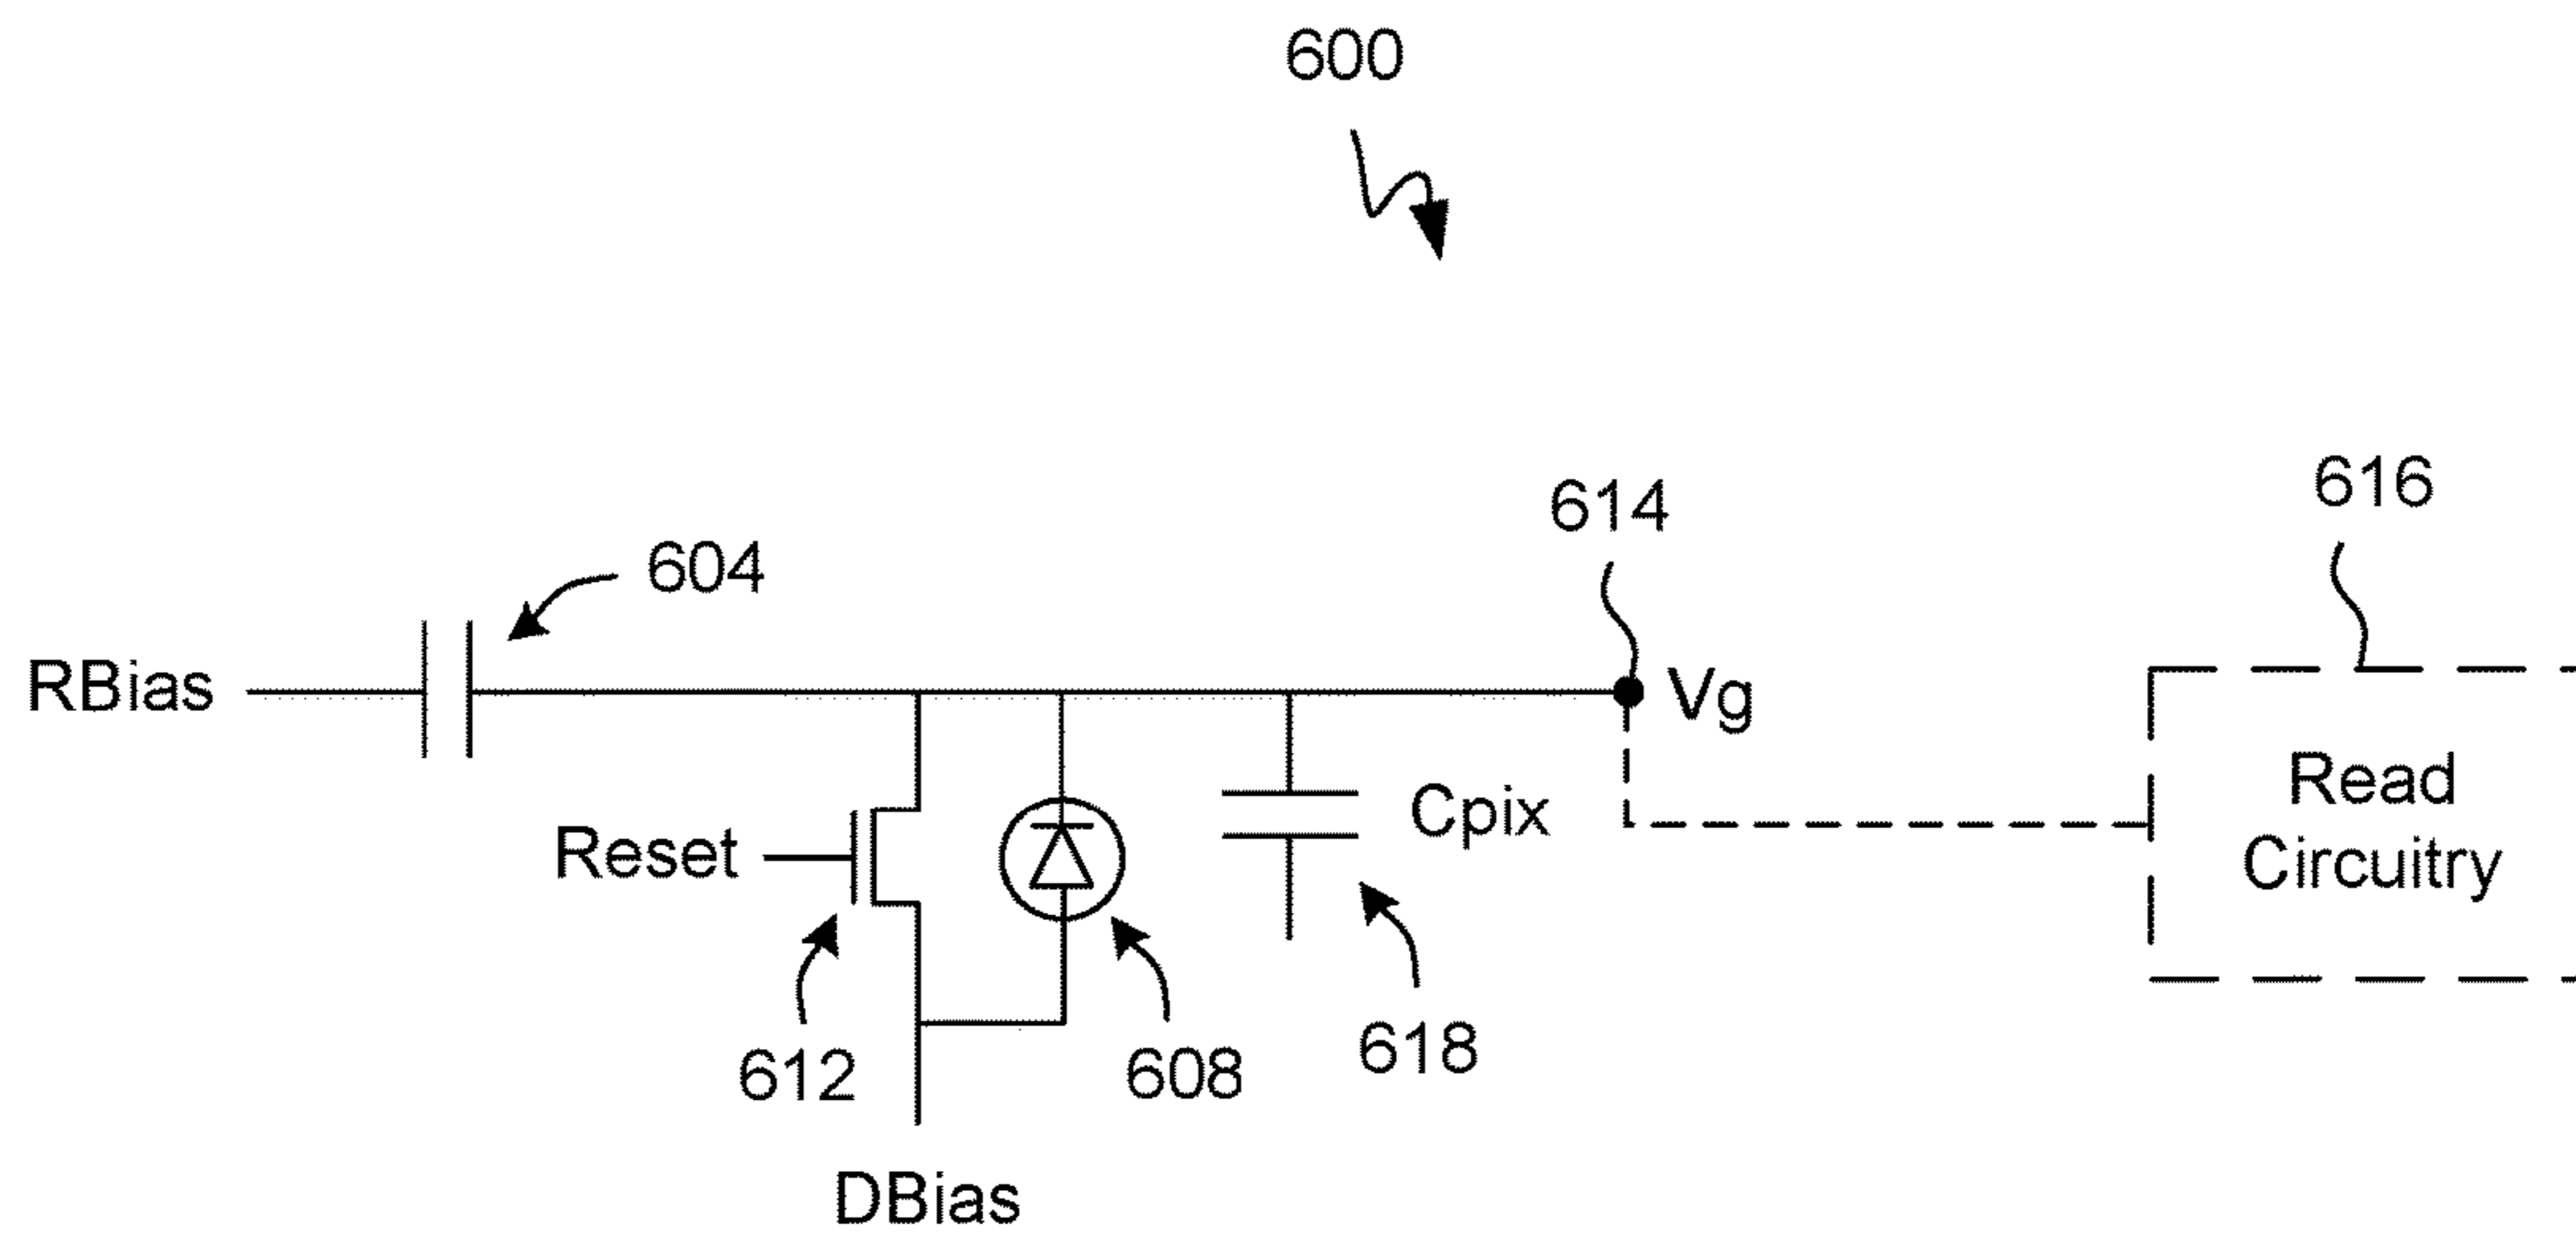 600
616
614
604
RBias
Vg
Read
Circuitry
Cpix
Reset
612
608
618
DBias